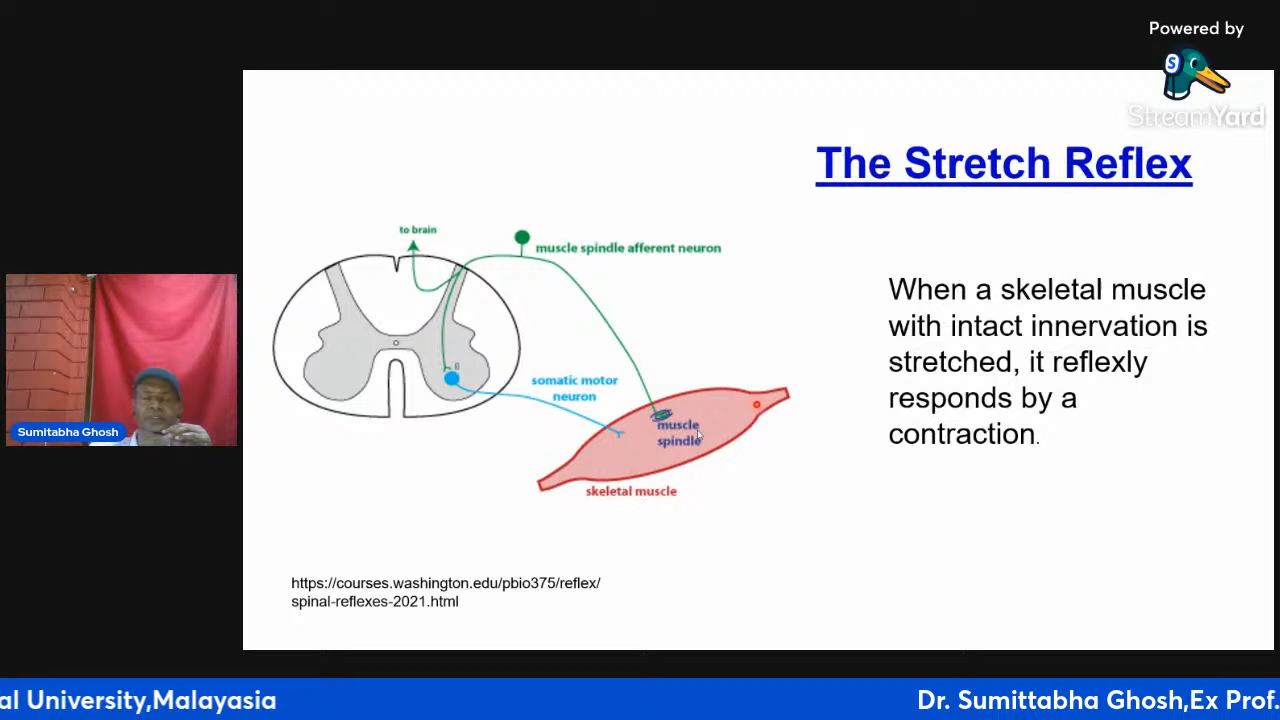 Powered by
StreamYard
The Stretch Reflex
to brain
muscle spindle afferent neuron
When a skeletal muscle
with intact innervation is
stretched, it reflexly
responds by a
contraction.
somatic motor
neuron
muscle
spindle
skeletal muscle
Sumitabha Ghosh
https://courses.washington.edu/pbio375/reflex/
spinal-reflexes-2021.html
al University,Malayasia
Dr. Sumittabha Ghosh,Ex Prof.